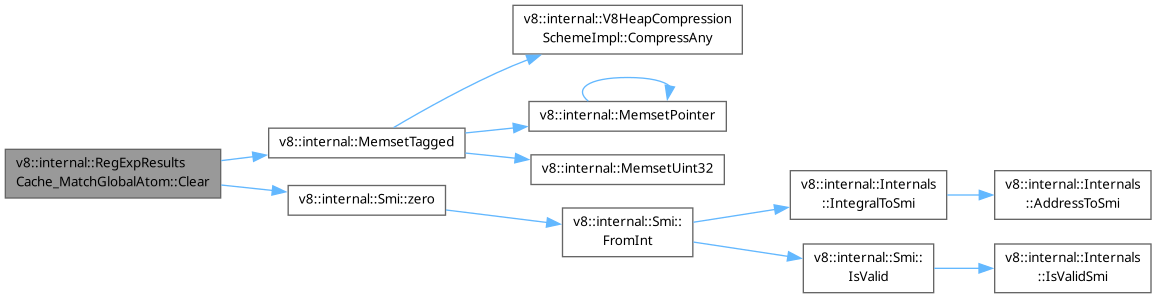 v8::internal::RegExpResults
Cache_MatchGlobalAtom::Clear
v8::internal::MemsetTagged
v8::internal::V8HeapCompression
SchemeImpl::CompressAny
v8::internal::MemsetPointer
v8::internal::MemsetUint32
v8::internal::Smi::zero
v8::internal::Smi::
FromInt
v8::internal::Internals
::IntegralToSmi
v8::internal::Internals
::AddressToSmi
v8::internal::Smi::
IsValid
v8::internal::Internals
::IsValidSmi